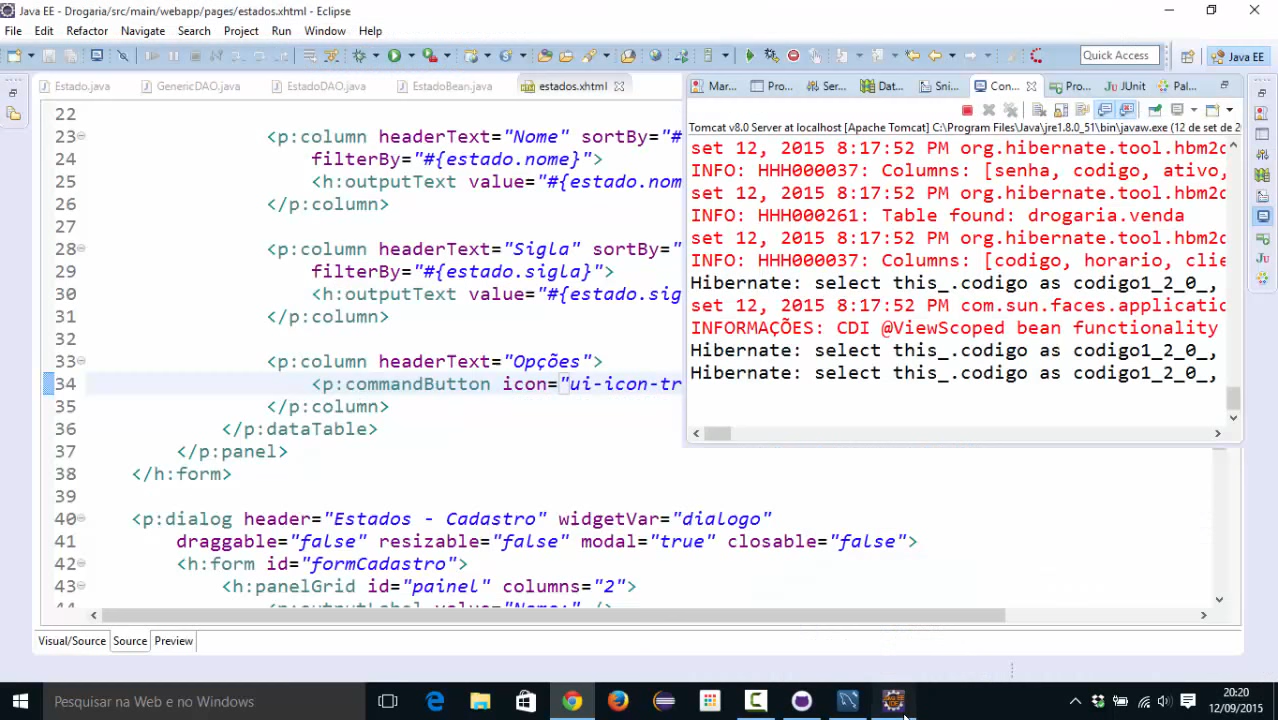 Java EE - Drogaria/src/main/webapp/pages/estados.xhtml - Eclipse
File Edit Refactor Navigate Search Project Run Window Help
Quick Access
Java EE
Estado.java GenericDAO.java EstadoDAO.java EstadoBean.java estados.xhtml
Mar... Pro... Ser... Dat... Sni... Con... Pro... JUnit Pal...
Tomcat v8.0 Server at localhost [Apache Tomcat] C:\Program Files\Java\jre1.8.0_51\bin\javaw.exe (12 de set de 20
set 12, 2015 8:17:52 PM org.hibernate.tool.hbm2d
INFO: HHH000037: Columns: [senha, codigo, ativo,
set 12, 2015 8:17:52 PM org.hibernate.tool.hbm2d
INFO: HHH000261: Table found: drogaria.venda
set 12, 2015 8:17:52 PM org.hibernate.tool.hbm2d
INFO: HHH000037: Columns: [codigo, horario, clie
Hibernate: select this_.codigo as codigo1_2_0_,
set 12, 2015 8:17:52 PM com.sun.faces.applicatio
INFORMAÇÕES: CDI @ViewScoped bean functionality
Hibernate: select this_.codigo as codigo1_2_0_,
Hibernate: select this_.codigo as codigo1_2_0_,
22
23 <p:column headerText="Nome" sortBy="#
24 filterBy="#{estado.nome}">
25 <h:outputText value="#{estado.nom
26 </p:column>
27
28 <p:column headerText="Sigla" sortBy="
29 filterBy="#{estado.sigla}">
30 <h:outputText value="#{estado.sig
31 </p:column>
32
33 <p:column headerText="Opções">
34 <p:commandButton icon="ui-icon-tr
35 </p:column>
36 </p:dataTable>
37 </p:panel>
38 </h:form>
39
40 <p:dialog header="Estados - Cadastro" widgetVar="dialogo"
41 draggable="false" resizable="false" modal="true" closable="false">
42 <h:form id="formCadastro">
43 <h:panelGrid id="painel" columns="2">
44 <p:outputLabel value="Nome:" />
Visual/Source Source Preview
Pesquisar na Web e no Windows
20:20
12/09/2015